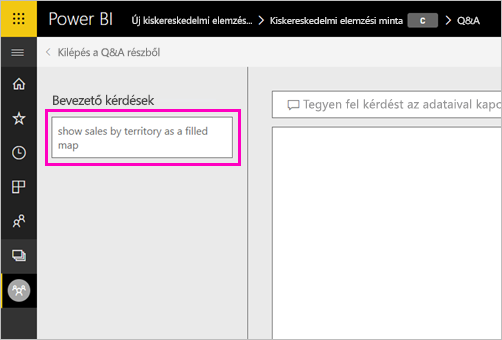 Power BI Új kiskereskedelmi elemzés... > Kiskereskedelmi elemzési minta C > Q&A
< Kilépés a Q&A részből
Bevezető kérdések
show sales by territory as a filled
map
Tegyen fel kérdést az adataival kapo